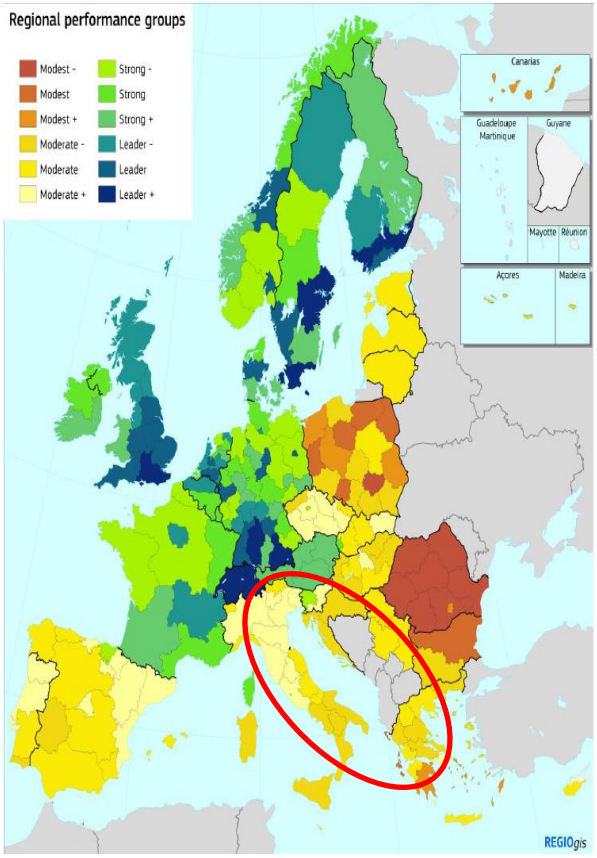 Regional performance groups
Modest -
Strong -
Modest
Strong
Modest +
Strong +
Moderate -
Leader -
Moderate
Leader
Moderate +
Leader +
Canarias
Guadeloupe
Martinique
Guyane
Mayotte
Réunion
Açores
Madeira
REGIOgis